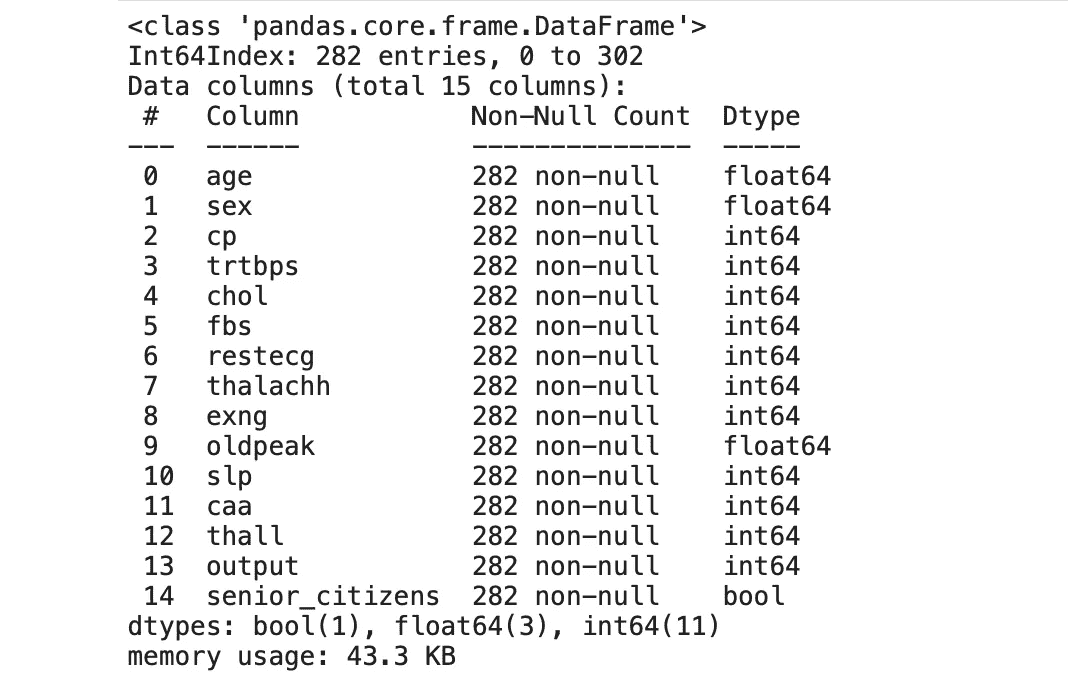 <class 'pandas.core.frame.DataFrame'>
Int64Index: 282 entries, 0 to 302
Data columns (total 15 columns):
 #   Column           Non-Null Count  Dtype
---  ------           --------------  -----
 0   age              282 non-null    float64
 1   sex              282 non-null    float64
 2   cp               282 non-null    int64
 3   trtbps           282 non-null    int64
 4   chol             282 non-null    int64
 5   fbs              282 non-null    int64
 6   restecg          282 non-null    int64
 7   thalachh         282 non-null    int64
 8   exng             282 non-null    int64
 9   oldpeak          282 non-null    float64
 10  slp              282 non-null    int64
 11  caa              282 non-null    int64
 12  thall            282 non-null    int64
 13  output           282 non-null    int64
 14  senior_citizens  282 non-null    bool
dtypes: bool(1), float64(3), int64(11)
memory usage: 43.3 KB